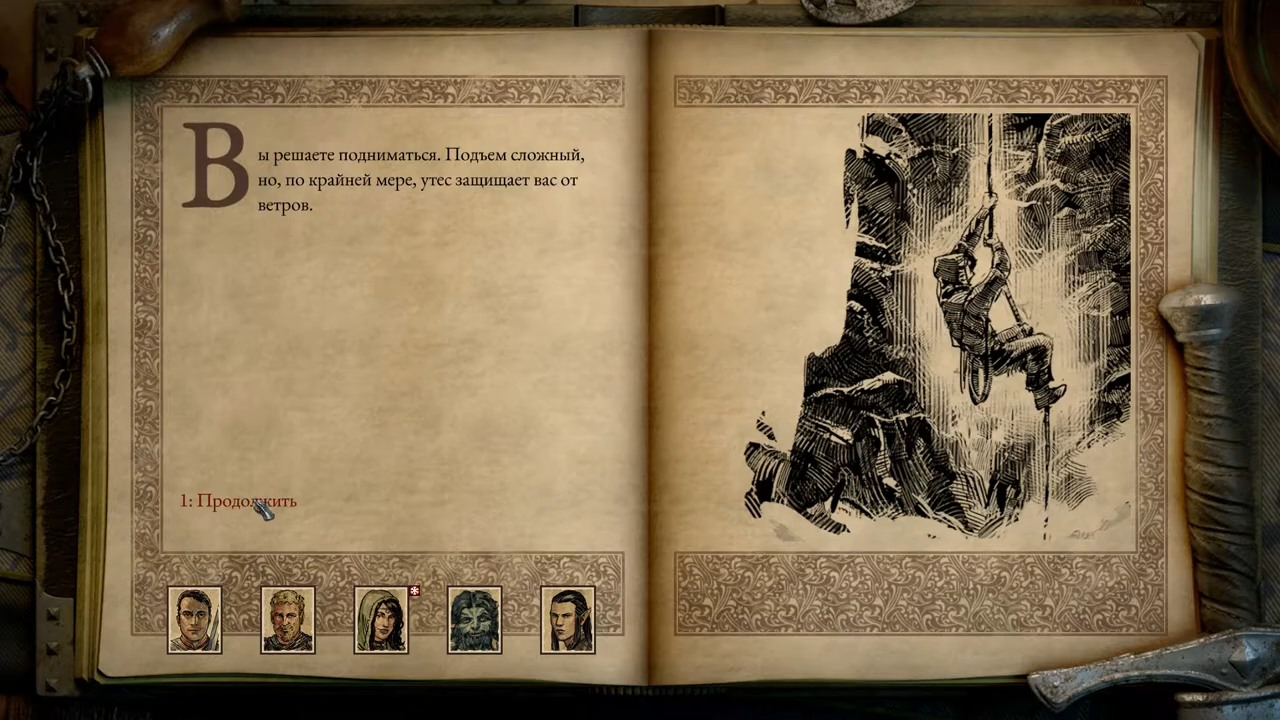 Вы решаете подниматься. Подъем сложный,
но, по крайней мере, утес защищает вас от
ветров.
1: Продолжить